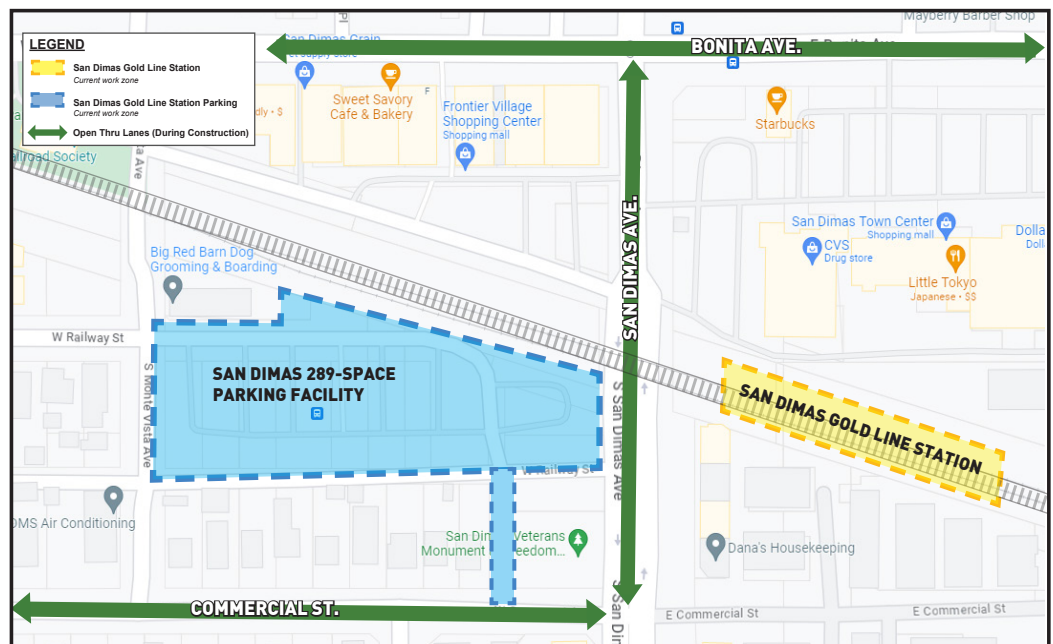 Mayberry Barber Shop
LEGEND
San Dimas Gold Line Station
Current work zone
San Dimas Gold Line Station Parking
Current work zone
Open Thru Lanes (During Construction)
San Dimas Grain
BONITA AVE.
E Bonita Ave
Sweet Savory
Cafe & Bakery
F
Frontier Village
Shopping Center
Shopping mall
Starbucks
Society
Ave
SAN DIMAS AVE.
San Dimas Town Center
Shopping mall
CVS
Drug store
Little Tokyo
Japanese • $$
Big Red Barn Dog
Grooming & Boarding
W Railway St
S Monte Vista Ave
SAN DIMAS 289-SPACE
PARKING FACILITY
S San Dimas Ave
SAN DIMAS GOLD LINE STATION
W Railway St
DMS Air Conditioning
San Veterans
Monument
Dana's Housekeeping
COMMERCIAL ST.
E Commercial St
E Commercial St
S San